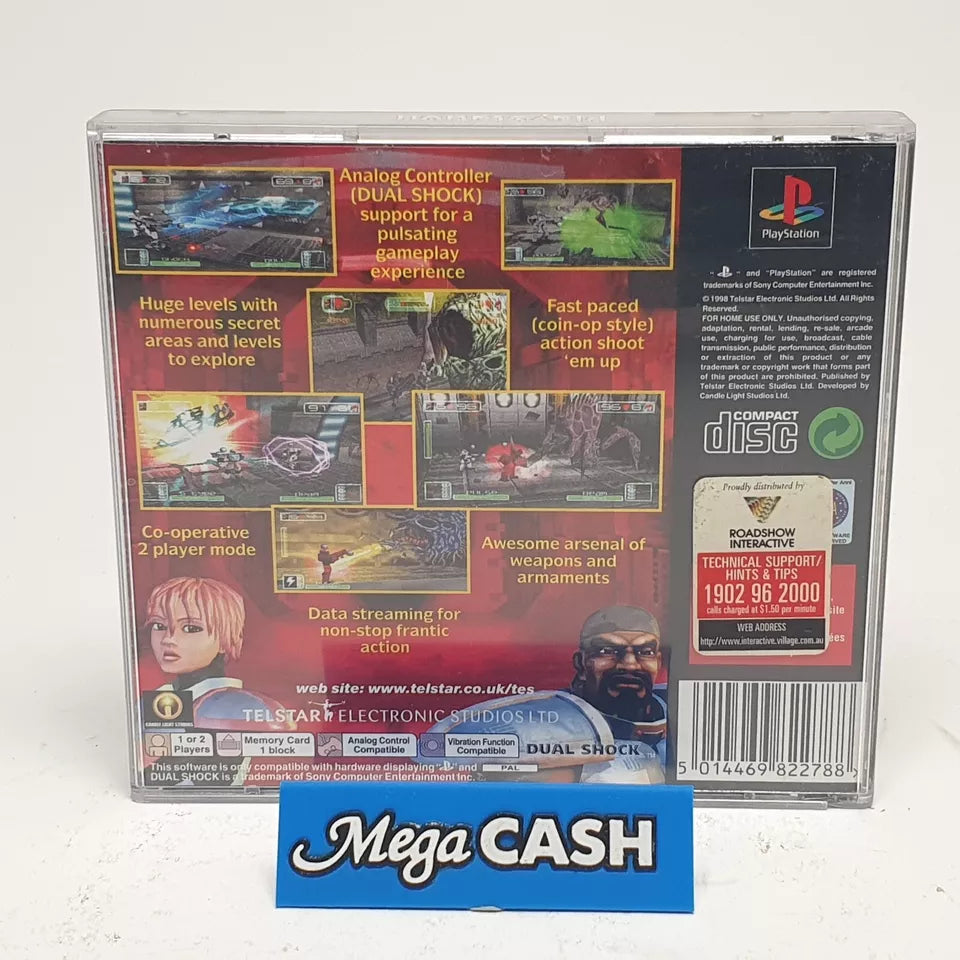 Analog Controller
(DUAL SHOCK)
support for a
pulsating
gameplay
experience
Huge levels with
numerous secret
areas and levels
to explore
Fast paced
(coin-op style)
action shoot
'em up
Co-operative
2 player mode
Awesome arsenal of
weapons and
armaments
Data streaming for
non-stop frantic
action
web site: www.telstar.co.uk/tes
TELSTAR ELECTRONIC STUDIOS LTD
CANDLE LIGHT STUDIOS
1 or 2
Players
Memory Card
1 block
Analog Control
Compatible
Vibration Function
Compatible
DUAL SHOCK™
This software is only compatible with hardware displaying " " and PAL
DUAL SHOCK is a trademark of Sony Computer Entertainment Inc.
PlayStation
" " and "PlayStation" are registered
trademarks of Sony Computer Entertainment Inc.
© 1998 Telstar Electronic Studios Ltd. All Rights
Reserved.
FOR HOME USE ONLY. Unauthorised copying,
adaptation, rental, lending, re-sale, arcade
use, charging for use, broadcast, cable
transmission, public performance, distribution
or extraction of this product or any
trademark or copyright work that forms part
of this product are prohibited. Published by
Telstar Electronic Studios Ltd. Developed by
Candle Light Studios Ltd.
COMPACT
disc
Proudly distributed by
ROADSHOW
INTERACTIVE
TECHNICAL SUPPORT/
HINTS & TIPS
1902 96 2000
calls charged at $1.50 per minute
WEB ADDRESS
http://www.interactive.village.com.au
5 014469 822788 >
Mega CASH